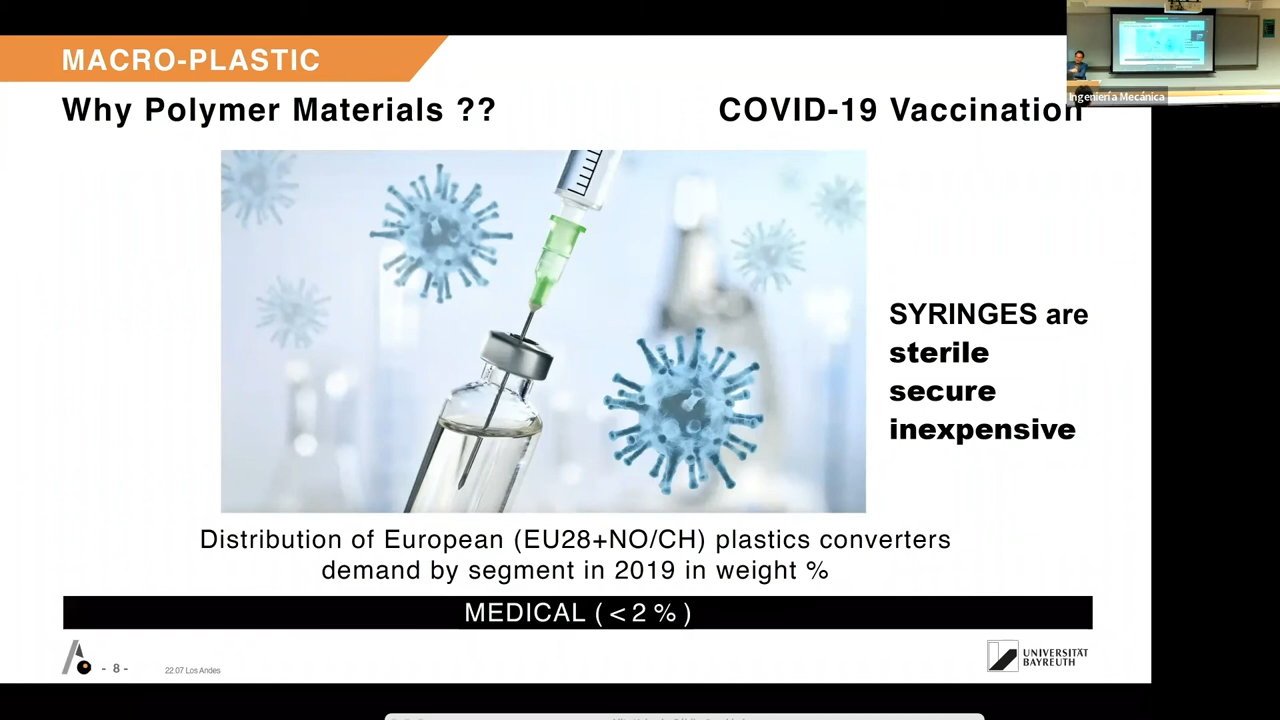 MACRO-PLASTIC
Why Polymer Materials ??
COVID-19 Vaccination
Ingeniería Mecánica
SYRINGES are
sterile
secure
inexpensive
Distribution of European (EU28+NO/CH) plastics converters
demand by segment in 2019 in weight %
MEDICAL ( < 2 % )
- 8 -
22.07 Los Andes
UNIVERSITÄT
BAYREUTH